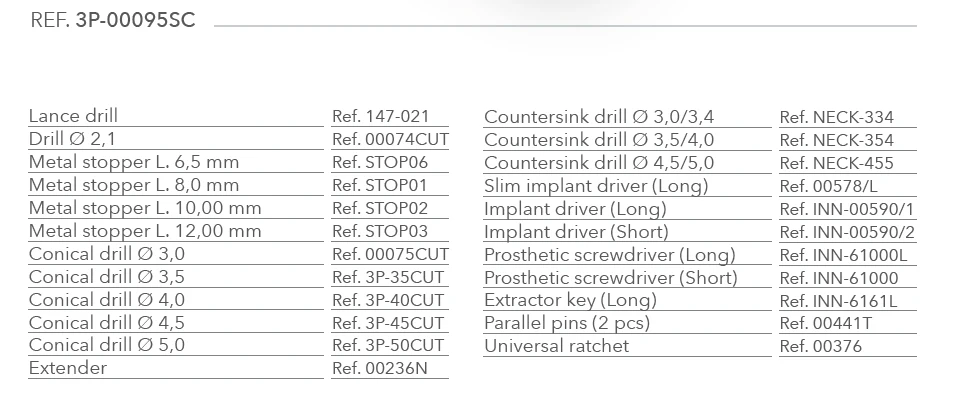 REF. 3P-00095SC
Lance drill Ref. 147-021
Drill Ø 2,1 Ref. 00074CUT
Metal stopper L. 6,5 mm Ref. STOP06
Metal stopper L. 8,0 mm Ref. STOP01
Metal stopper L. 10,00 mm Ref. STOP02
Metal stopper L. 12,00 mm Ref. STOP03
Conical drill Ø 3,0 Ref. 00075CUT
Conical drill Ø 3,5 Ref. 3P-35CUT
Conical drill Ø 4,0 Ref. 3P-40CUT
Conical drill Ø 4,5 Ref. 3P-45CUT
Conical drill Ø 5,0 Ref. 3P-50CUT
Extender Ref. 00236N
Countersink drill Ø 3,0/3,4 Ref. NECK-334
Countersink drill Ø 3,5/4,0 Ref. NECK-354
Countersink drill Ø 4,5/5,0 Ref. NECK-455
Slim implant driver (Long) Ref. 00578/L
Implant driver (Long) Ref. INN-00590/1
Implant driver (Short) Ref. INN-00590/2
Prosthetic screwdriver (Long) Ref. INN-61000L
Prosthetic screwdriver (Short) Ref. INN-61000
Extractor key (Long) Ref. INN-6161L
Parallel pins (2 pcs) Ref. 00441T
Universal ratchet Ref. 00376